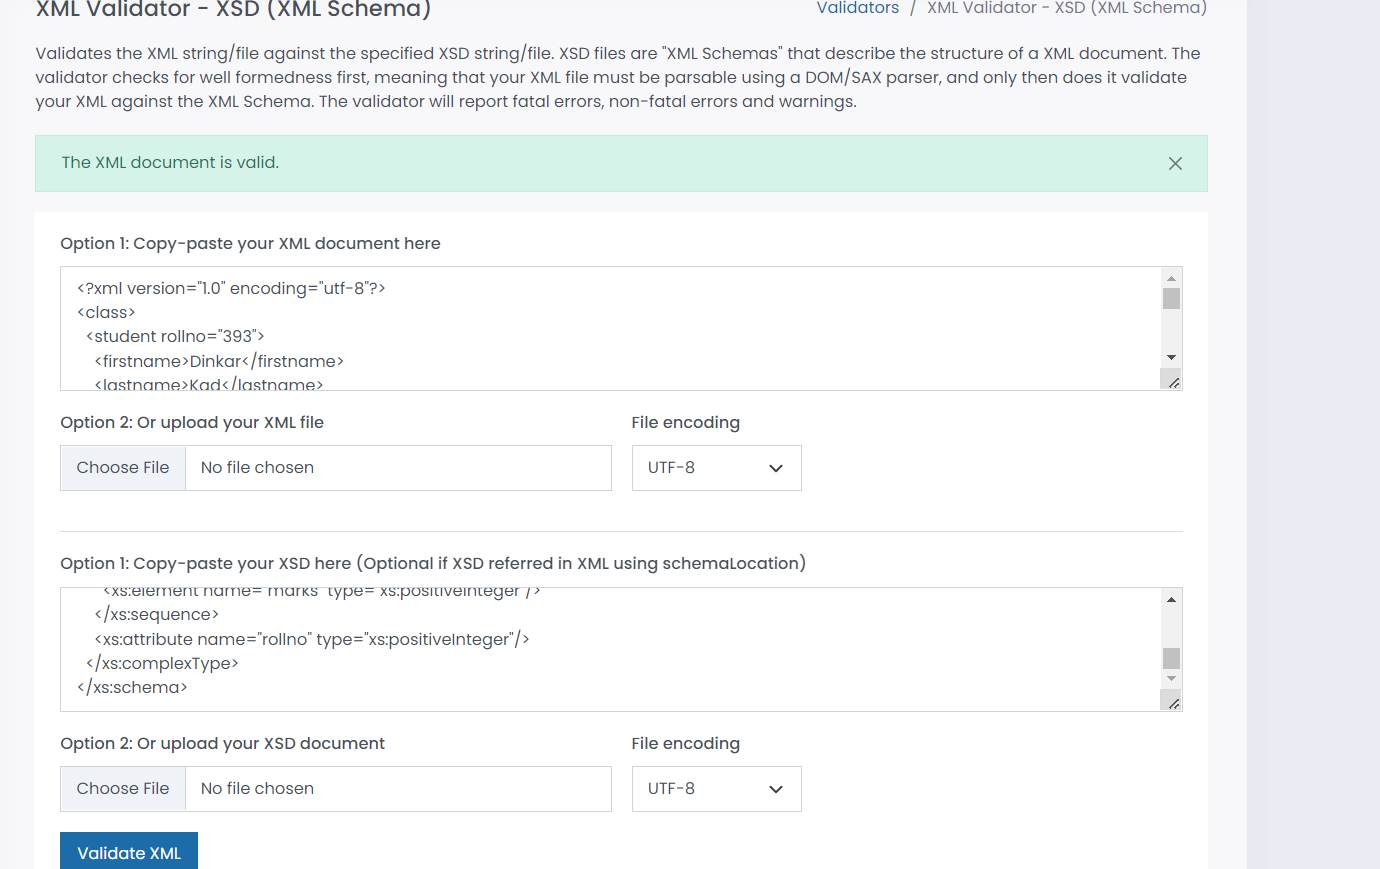 XML Validator - XSD (XML Schema)
Validators / XML Validator - XSD (XML Schema)
Validates the XML string/file against the specified XSD string/file. XSD files are "XML Schemas" that describe the structure of a XML document. The
validator checks for well formedness first, meaning that your XML file must be parsable using a DOM/SAX parser, and only then does it validate
your XML against the XML Schema. The validator will report fatal errors, non-fatal errors and warnings.
The XML document is valid.
Option 1: Copy-paste your XML document here
<?xml version="1.0" encoding="utf-8"?>
<class>
<student rollno="393">
<firstname>Dinkar</firstname>
<lastname>Kad</lastname>
Option 2: Or upload your XML file
File encoding
Choose File No file chosen
UTF-8
Option 1: Copy-paste your XSD here (Optional if XSD referred in XML using schemaLocation)
<xs:element name="marks" type="xs:positiveInteger"/>
</xs:sequence>
<xs:attribute name="rollno" type="xs:positiveInteger"/>
</xs:complexType>
</xs:schema>
Option 2: Or upload your XSD document
File encoding
Choose File No file chosen
UTF-8
Validate XML